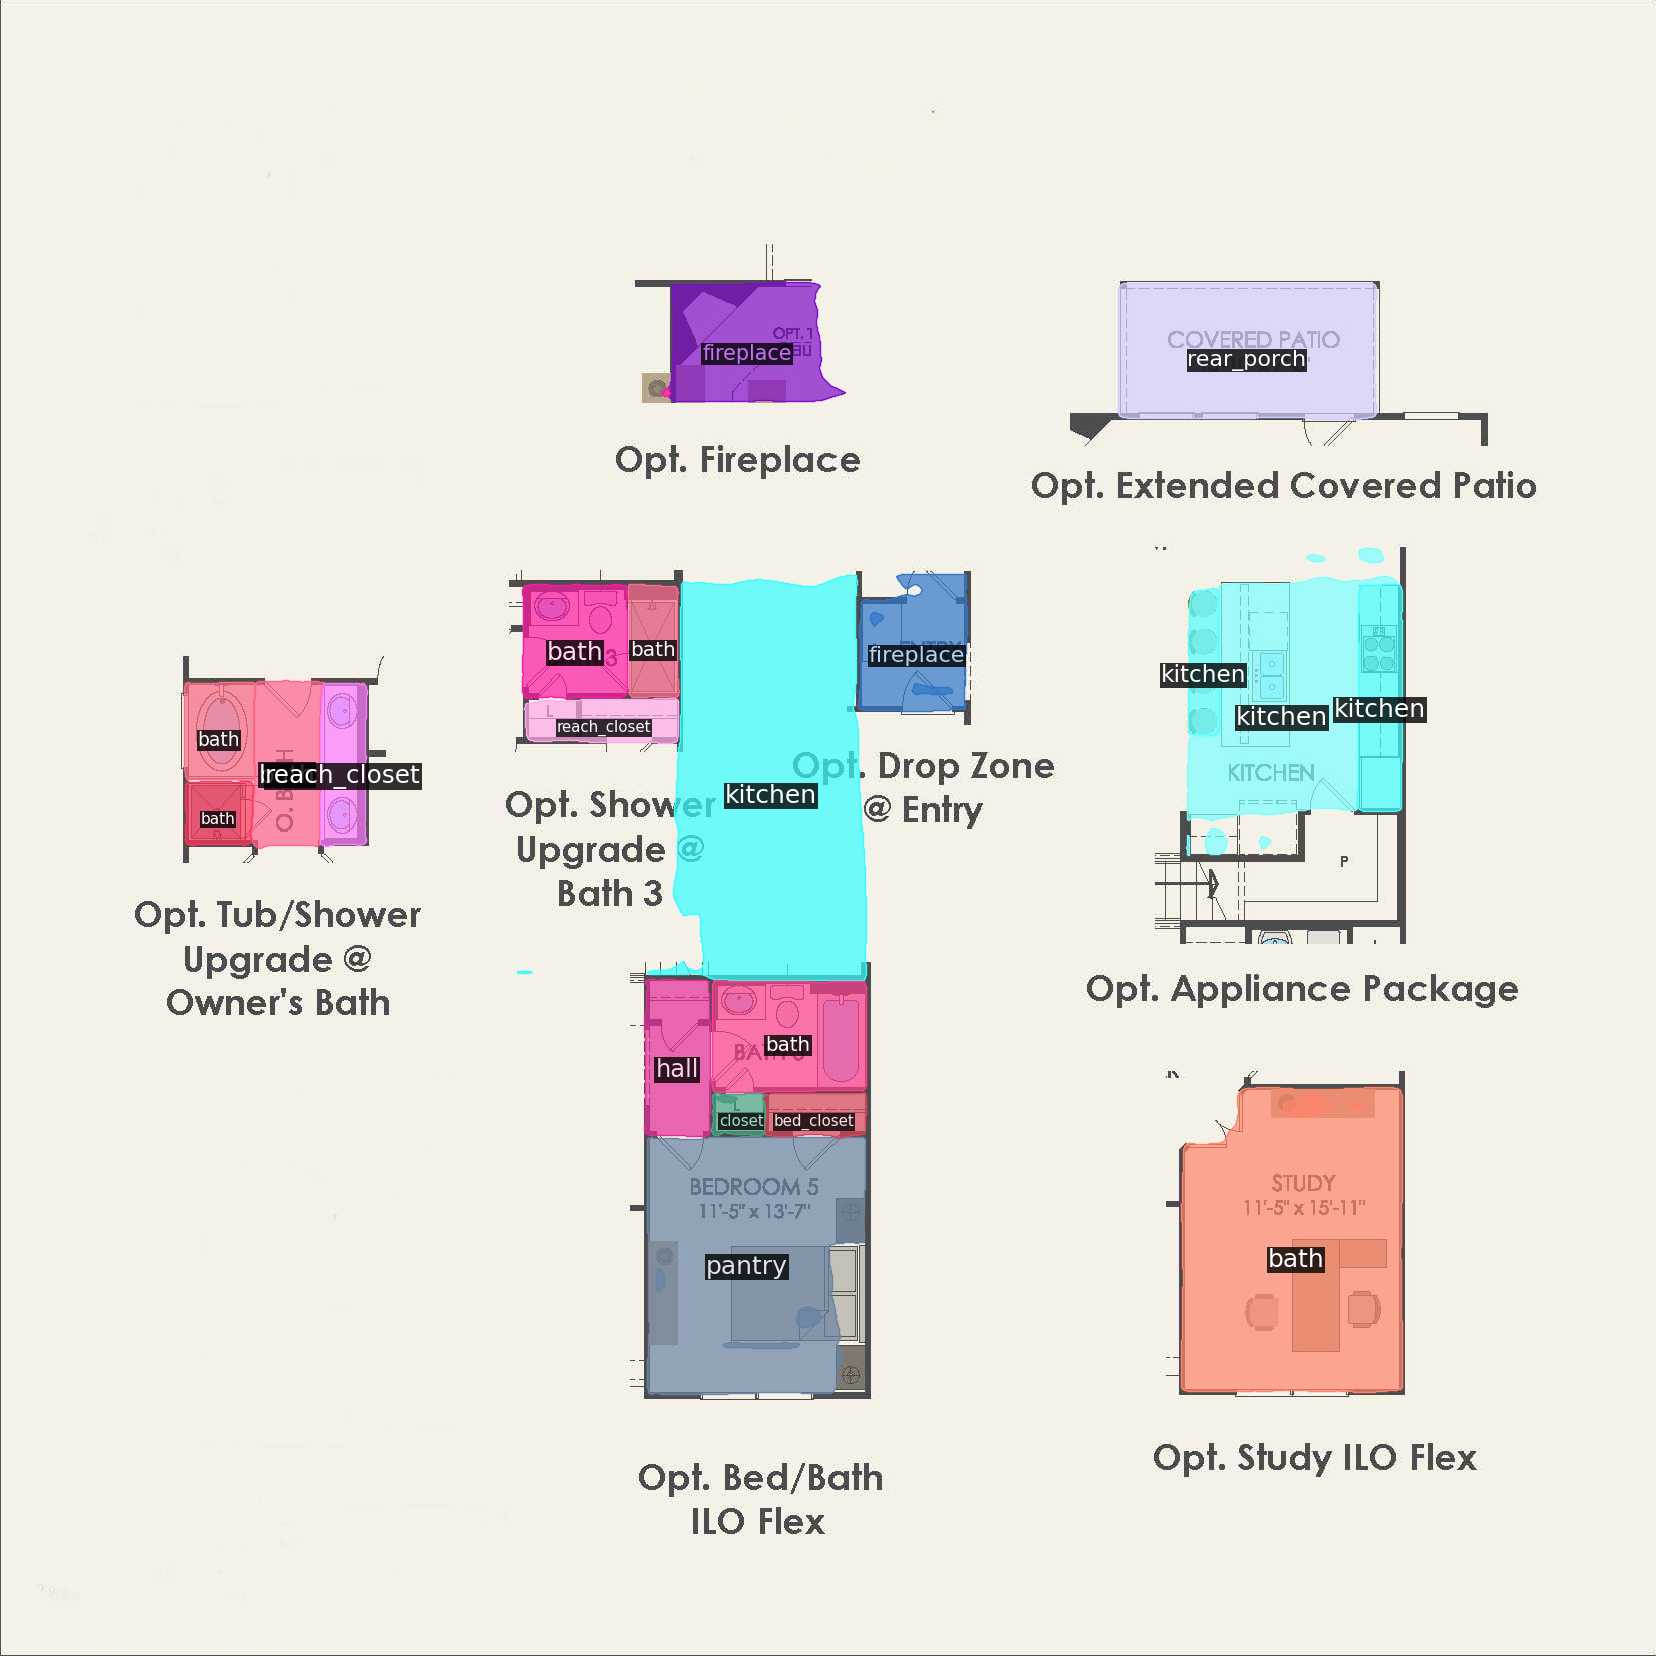 OPT. 1
fireplace
Opt. Fireplace
COVERED PATIO
rear_porch
Opt. Extended Covered Patio
bath
bath
3
L
reach_closet
Opt. Shower
Upgrade @
Bath 3
kitchen
fireplace
Opt. Drop Zone
@ Entry
kitchen
kitchen
kitchen
KITCHEN
P
Opt. Appliance Package
bath
reach_closet
bath
Opt. Tub/Shower
Upgrade @
Owner's Bath
bath
hall
closet
bed_closet
BEDROOM 5
11'-5" x 13'-7"
pantry
Opt. Bed/Bath
ILO Flex
STUDY
11'-5" x 15'-11"
bath
Opt. Study ILO Flex